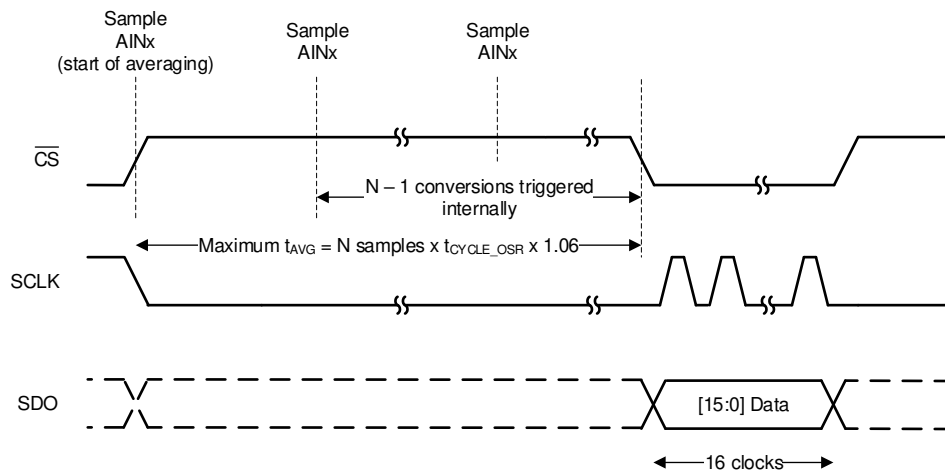 Sample
AINx
(start of averaging)
Sample
AINx
Sample
AINx
CS
N – 1 conversions triggered
internally
Maximum tAVG = N samples x tCYCLE_OSR x 1.06
SCLK
SDO
[15:0] Data
16 clocks